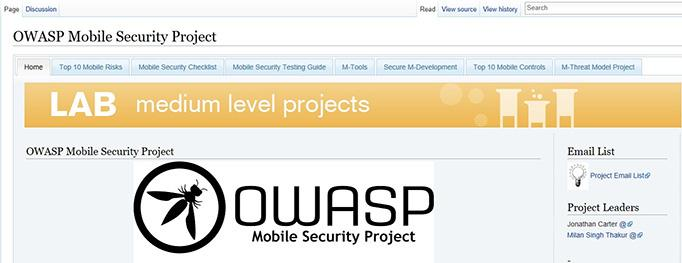 Page Discussion Read View source View history Search
OWASP Mobile Security Project
Home Top 10 Mobile Risks Mobile Security Checklist Mobile Security Testing Guide M-Tools Secure M-Development Top 10 Mobile Controls M-Threat Model Project
LAB medium level projects
OWASP Mobile Security Project
OWASP
Mobile Security Project
Email List
Project Email List
Project Leaders
Jonathan Carter @
Milan Singh Thakur @